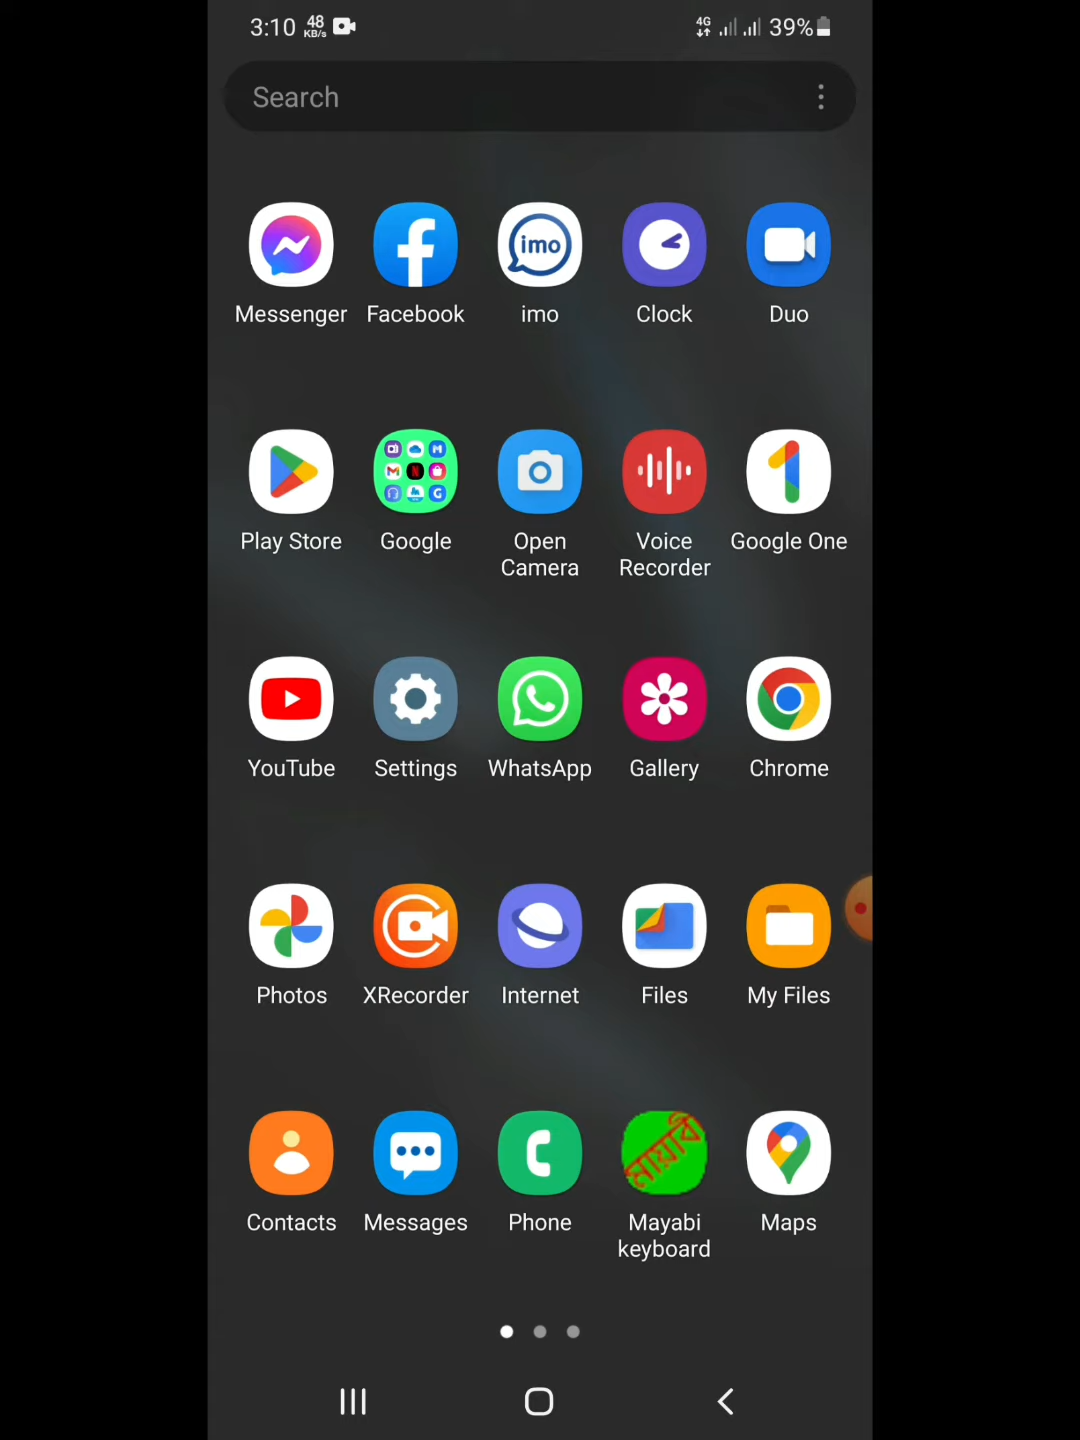 3:10 48 KB/s 4G 39%
Search
imo
Messenger Facebook imo Clock Duo
Play Store Google Open Camera Voice Recorder Google One
YouTube Settings WhatsApp Gallery Chrome
Photos XRecorder Internet Files My Files
মায়াবি
Contacts Messages Phone Mayabi keyboard Maps